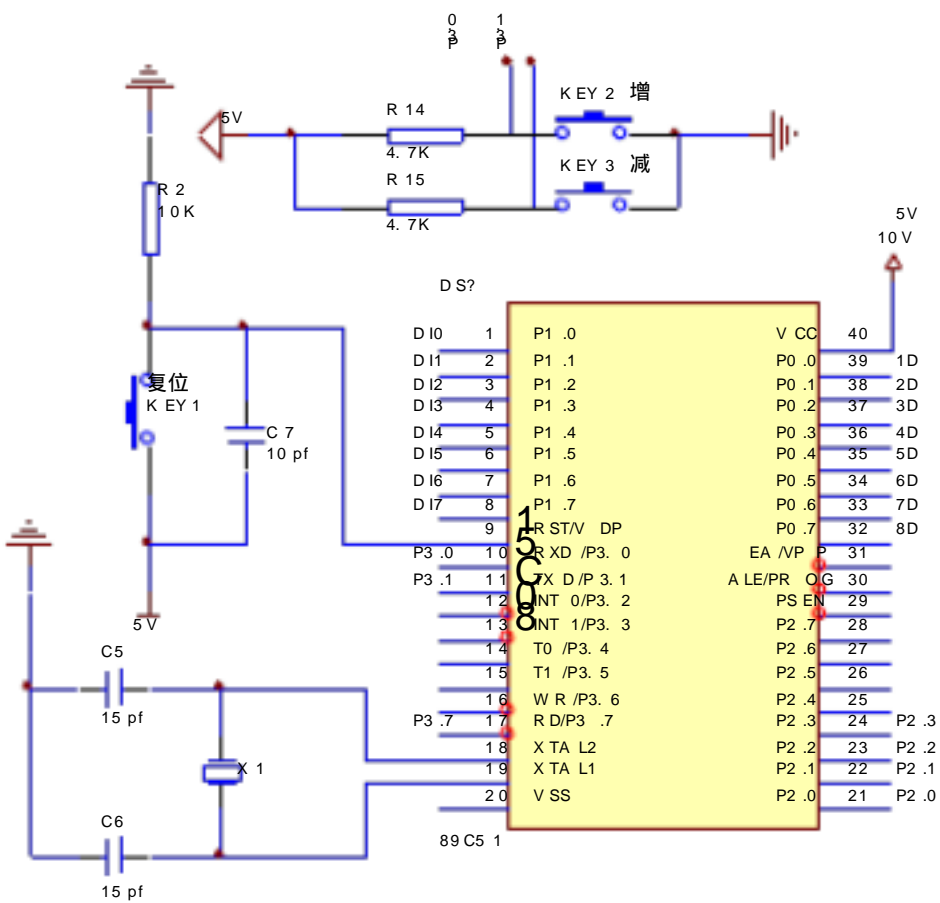 P3.0
P3.1
KEY2 增
5V
R14
4.7K
KEY3 减
R15
4.7K
R2
10K
5V
10V
DS?
DI0 1 P1.0 VCC 40
DI1 2 P1.1 P0.0 39 1D
DI2 3 P1.2 P0.1 38 2D
DI3 4 P1.3 P0.2 37 3D
DI4 5 P1.4 P0.3 36 4D
DI5 6 P1.5 P0.4 35 5D
DI6 7 P1.6 P0.5 34 6D
DI7 8 P1.7 P0.6 33 7D
9 RST/VDP P0.7 32 8D
P3.0 10 RXD/P3.0 EA/VPP 31
P3.1 11 TXD/P3.1 ALE/PROG 30
12 INT0/P3.2 PSEN 29
13 INT1/P3.3 P2.7 28
14 T0/P3.4 P2.6 27
15 T1/P3.5 P2.5 26
16 WR/P3.6 P2.4 25
P3.7 17 RD/P3.7 P2.3 24 P2.3
18 XTAL2 P2.2 23 P2.2
19 XTAL1 P2.1 22 P2.1
20 VSS P2.0 21 P2.0
15C08
89C51
复位
KEY1
C7
10pf
5V
C5
15pf
X1
C6
15pf